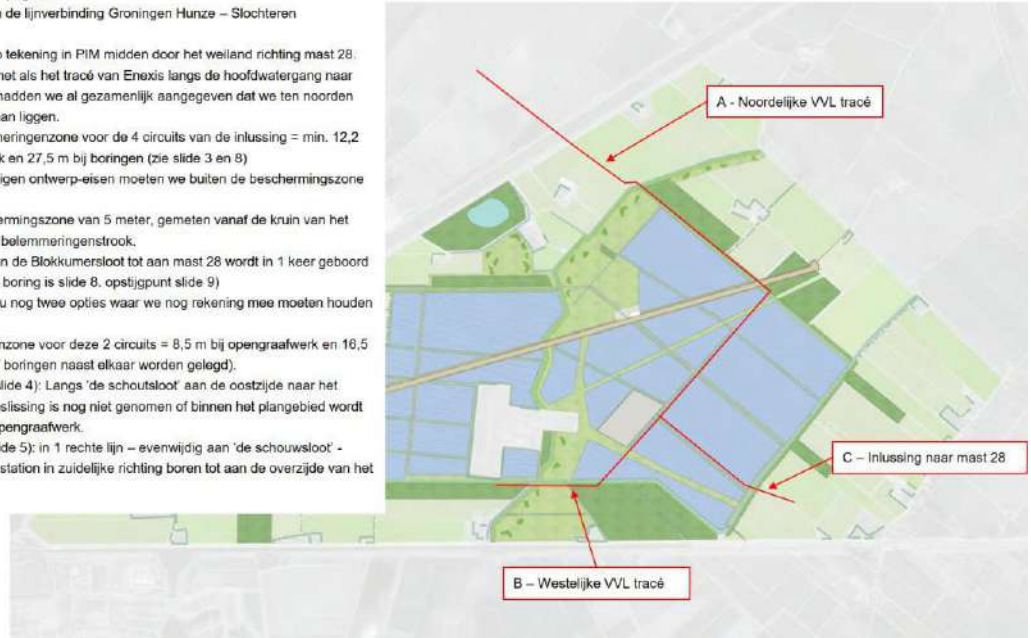 de lijnverbinding Groningen Hunze – Slochteren
tekening in PIM midden door het weiland richting mast 28.
net als het tracé van Enexis langs de hoofdwatergang naar
hadden we al gezamenlijk aangegeven dat we ten noorden
an liggen.
meringenzone voor de 4 circuits van de inlussing = min. 12,2
k en 27,5 m bij boringen (zie slide 3 en 8)
igen ontwerp-eisen moeten we buiten de beschermingszone
ermingszone van 5 meter, gemeten vanaf de kruin van het
belemmeringenstrook.
n de Blokkumersloot tot aan mast 28 wordt in 1 keer geboord
boring is slide 8. opstijgpunt slide 9)
u nog twee opties waar we nog rekening mee moeten houden
nzone voor deze 2 circuits = 8,5 m bij opengraafwerk en 16,5
boringen naast elkaar worden gelegd).
slide 4): Langs 'de schoutsloot' aan de oostzijde naar het
slissing is nog niet genomen of binnen het plangebied wordt
pengraafwerk.
ide 5): in 1 rechte lijn – evenwijdig aan 'de schouwsloot' -
station in zuidelijke richting boren tot aan de overzijde van het
A - Noordelijke VVL tracé
C – Inlussing naar mast 28
B – Westelijke VVL tracé